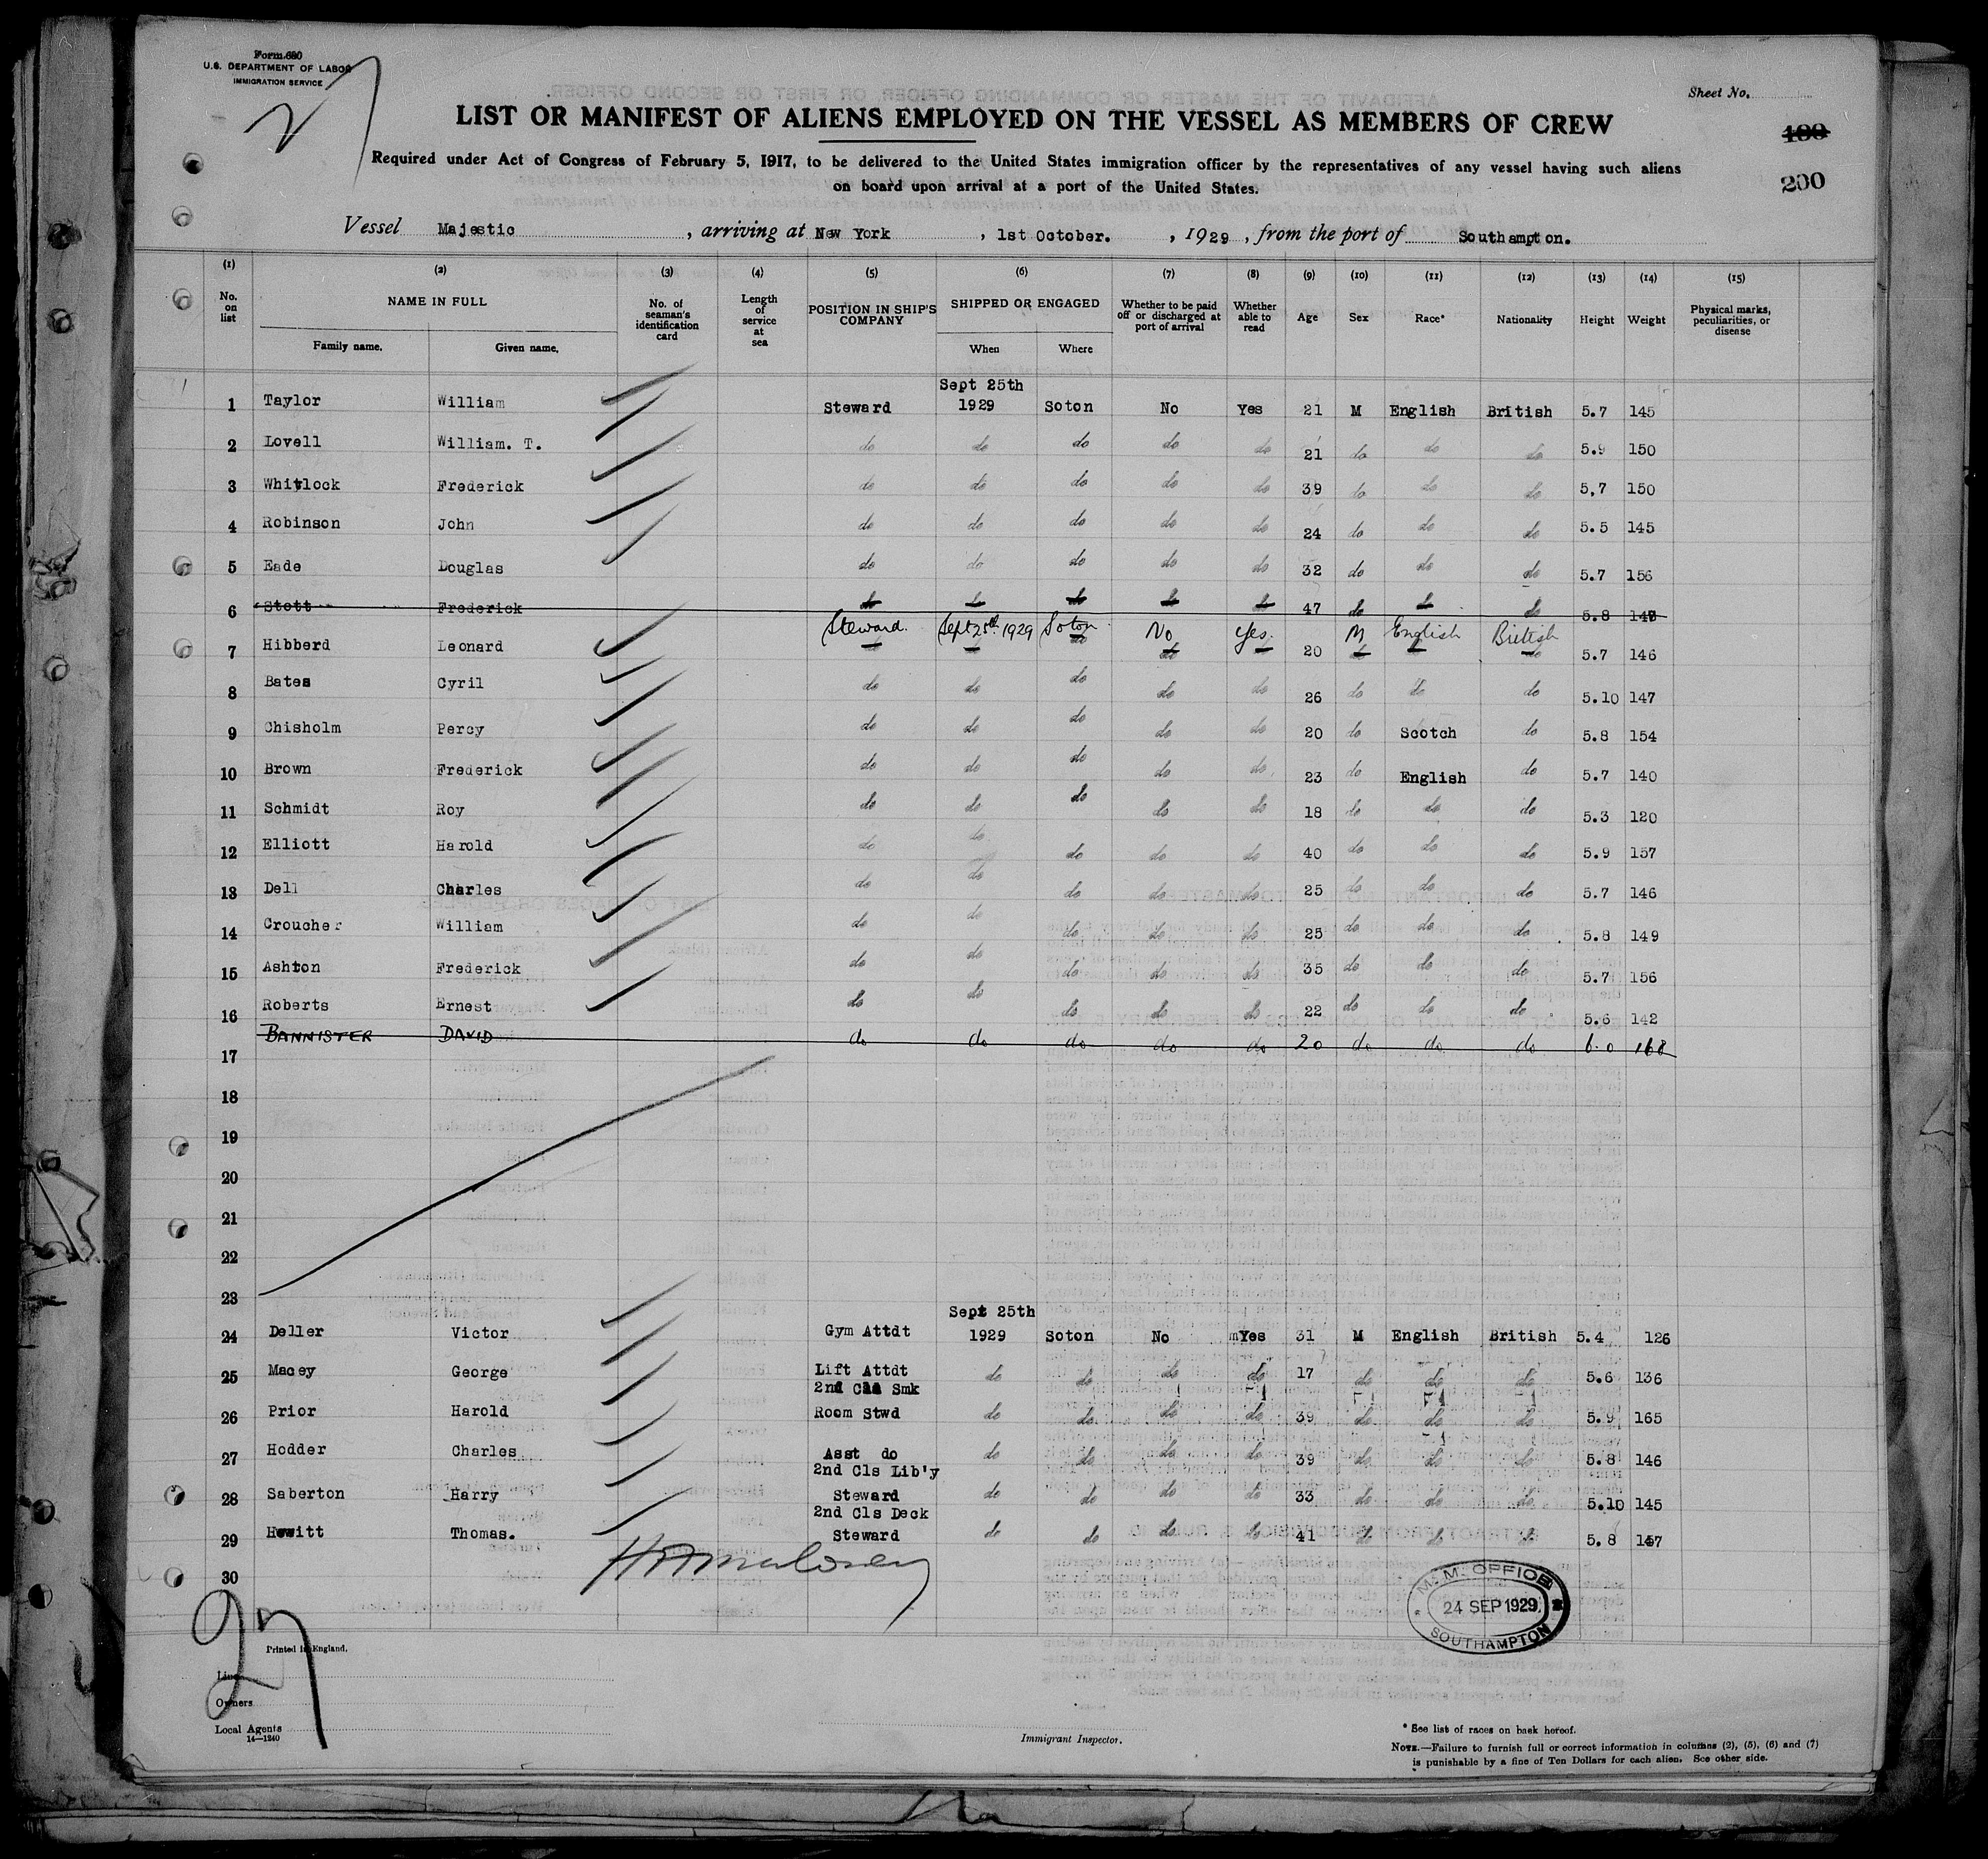 Form 680
U.S. DEPARTMENT OF LABOR
IMMIGRATION SERVICE
27
Sheet No.
LIST OR MANIFEST OF ALIENS EMPLOYED ON THE VESSEL AS MEMBERS OF CREW
199
Required under Act of Congress of February 5, 1917, to be delivered to the United States immigration officer by the representatives of any vessel having such aliens
on board upon arrival at a port of the United States.
200
Vessel Majestic, arriving at New York, 1st October., 1929, from the port of Southampton.
(1) (2) (3) (4) (5) (6) (7) (8) (9) (10) (11) (12) (13) (14) (15)
No. on list NAME IN FULL No. of seaman's identification card Length of service at sea POSITION IN SHIP'S COMPANY SHIPPED OR ENGAGED Whether to be paid off or discharged at port of arrival Whether able to read Age Sex Race* Nationality Height Weight Physical marks, peculiarities, or disease
Family name. Given name. When Where
Sept 25th
1 Taylor William Steward 1929 Soton No Yes 21 M English British 5.7 145
2 Lovell William. T. do do do do do 21 do do do 5.9 150
3 Whitlock Frederick do do do do do 39 do do do 5,7 150
4 Robinson John do do do do do 24 do do do 5.5 145
5 Eade Douglas do do do do do 32 do do do 5.7 156
6 Stott Frederick do do do do do 47 do do do 5.8 148
Steward. Sept 25th 1929 Soton. No Yes. M English British
7 Hibberd Leonard do do do do do 20 do do do 5.7 146
8 Bates Cyril do do do do do 26 do do do 5.10 147
9 Chisholm Percy do do do do do 20 do Scotch do 5.8 154
10 Brown Frederick do do do do do 23 do English do 5.7 140
11 Schmidt Roy do do do do do 18 do do do 5.3 120
12 Elliott Harold do do do do do 40 do do do 5.9 157
13 Dell Charles do do do do do 25 do do do 5.7 146
14 Croucher William do do do do do 25 do do do 5.8 149
15 Ashton Frederick do do do do do 35 do do do 5.7 156
16 Roberts Ernest do do do do do 22 do do do 5.6 142
17 BANNISTER DAVID do do do do do 20 do do do 6.0 168
18
19
20
21
22
23
Sept 25th
24 Deller Victor Gym Attdt 1929 Soton No mYes 31 M English British 5.4 126
25 Macey George Lift Attdt do do do do 17 do do do 5.6 136
2nd Cls Smk
26 Prior Harold Room Stwd do do do do 39 do do do 5.9 165
27 Hodder Charles Asst do do do do do 39 do do do 5.8 146
2nd Cls Lib'y
28 Saberton Harry Steward do do do do 33 do do do 5.10 145
2nd Cls Deck
29 Hewitt Thomas. Steward do do do do 41 do do do 5.8 157
30
M. M. OFFICE
24 SEP 1929
SOUTHAMPTON
27
Printed in England.
Line
Owners
Local Agents
14—1240
Immigrant Inspector.
* See list of races on back hereof.
NOTE.—Failure to furnish full or correct information in columns (2), (5), (6) and (7)
is punishable by a fine of Ten Dollars for each alien. See other side.